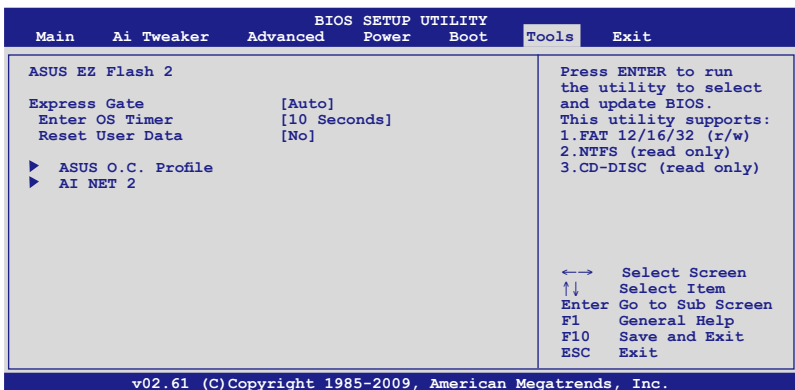 BIOS SETUP UTILITY
Main Ai Tweaker Advanced Power Boot Tools Exit
ASUS EZ Flash 2
Express Gate [Auto]
Enter OS Timer [10 Seconds]
Reset User Data [No]
▶ ASUS O.C. Profile
▶ AI NET 2
Press ENTER to run
the utility to select
and update BIOS.
This utility supports:
1.FAT 12/16/32 (r/w)
2.NTFS (read only)
3.CD-DISC (read only)
←→ Select Screen
↑↓ Select Item
Enter Go to Sub Screen
F1 General Help
F10 Save and Exit
ESC Exit
v02.61 (C)Copyright 1985-2009, American Megatrends, Inc.